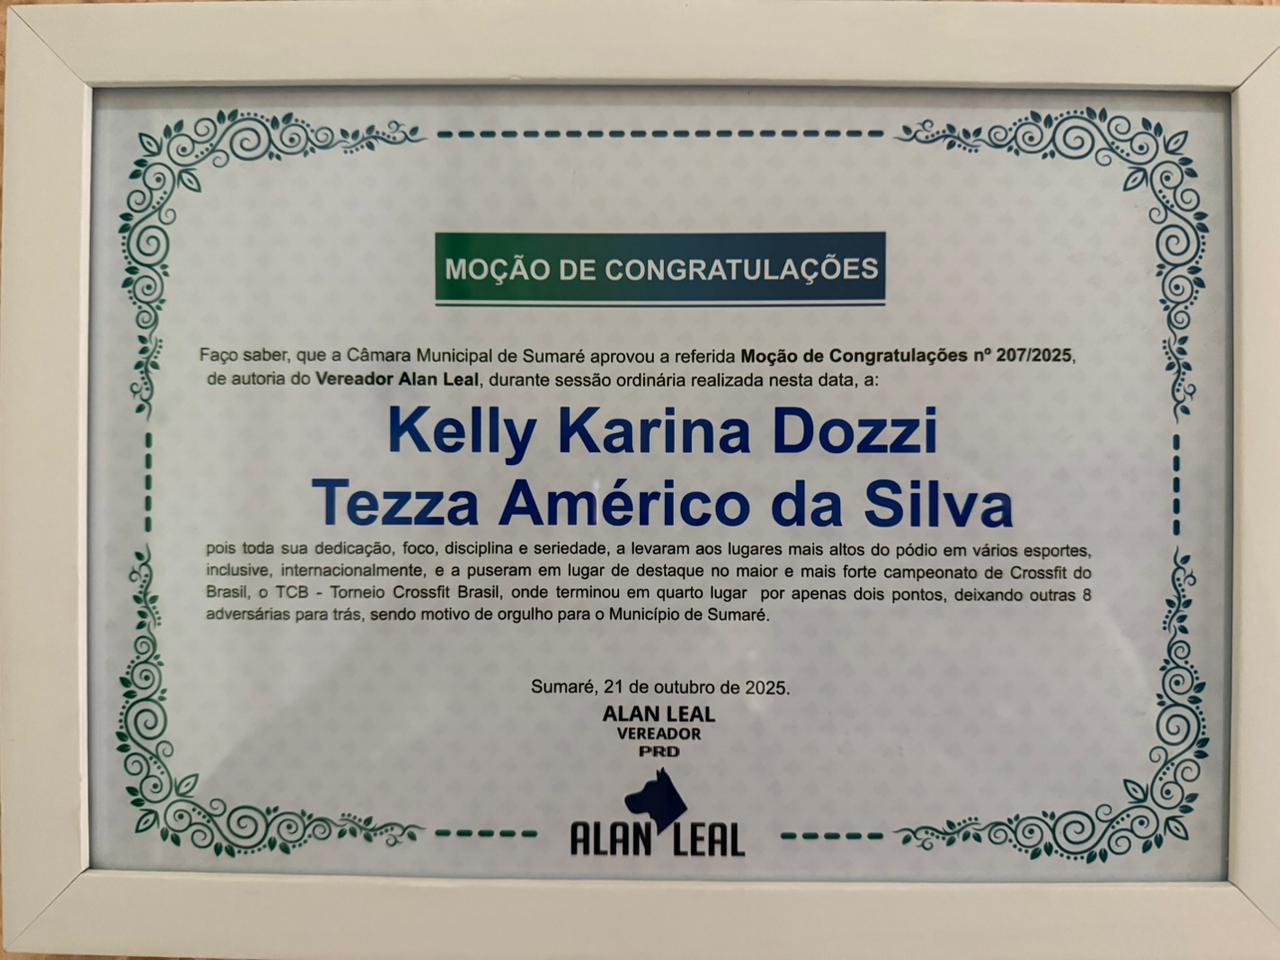 MOÇÃO DE CONGRATULAÇÕES
Faço saber, que a Câmara Municipal de Sumaré aprovou a referida Moção de Congratulações nº 207/2025,
de autoria do Vereador Alan Leal, durante sessão ordinária realizada nesta data, a:
Kelly Karina Dozzi
Tezza Américo da Silva
pois toda sua dedicação, foco, disciplina e seriedade, a levaram aos lugares mais altos do pódio em vários esportes,
inclusive, internacionalmente, e a puseram em lugar de destaque no maior e mais forte campeonato de Crossfit do
Brasil, o TCB - Torneio Crossfit Brasil, onde terminou em quarto lugar por apenas dois pontos, deixando outras 8
adversárias para trás, sendo motivo de orgulho para o Município de Sumaré.
Sumaré, 21 de outubro de 2025.
ALAN LEAL
VEREADOR
PRD
ALAN LEAL